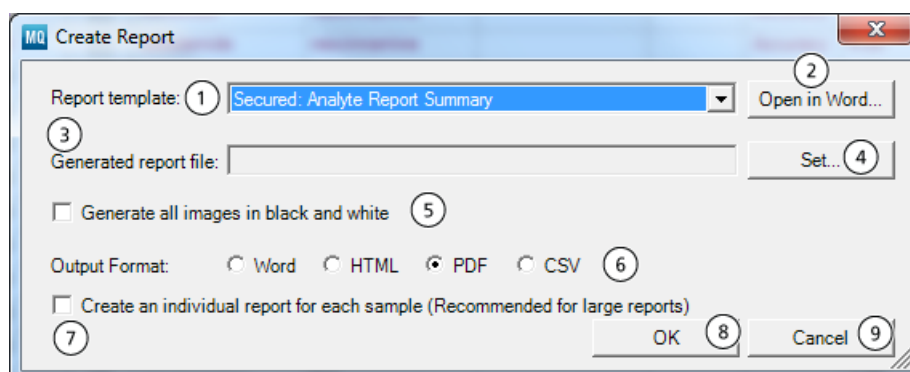 MQ Create Report X
2
Report template: 1 Secured: Analyte Report Summary Open in Word...
3
Generated report file: Set... 4
Generate all images in black and white 5
Output Format: Word HTML PDF CSV 6
Create an individual report for each sample (Recommended for large reports)
7 OK 8 Cancel 9